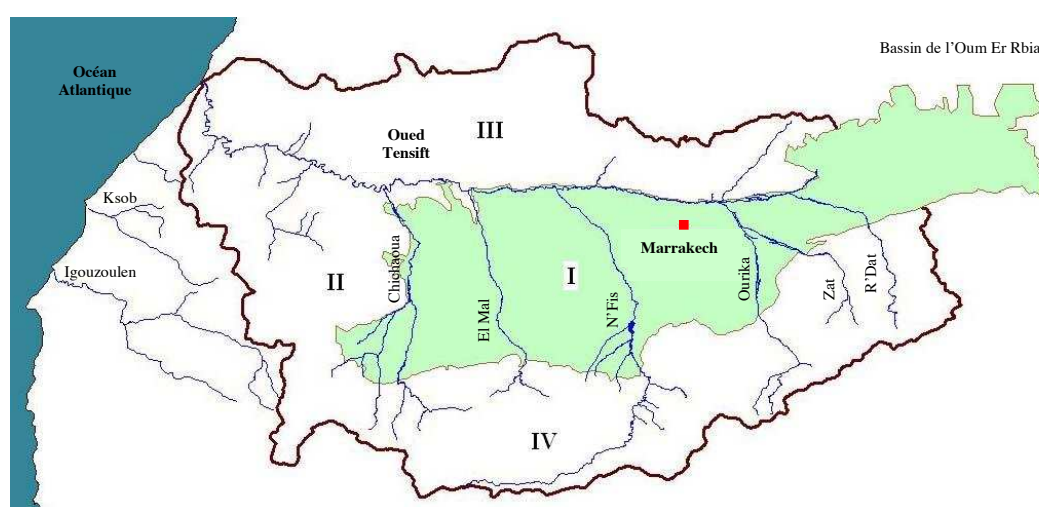 Bassin de l'Oum Er Rbia
Océan
Atlantique
III
Oued
Tensift
Ksob
Marrakech
Igouzoulen
Chichaoua
II
I
Ourika
Zat
R'Dat
El Mal
N'Fis
IV